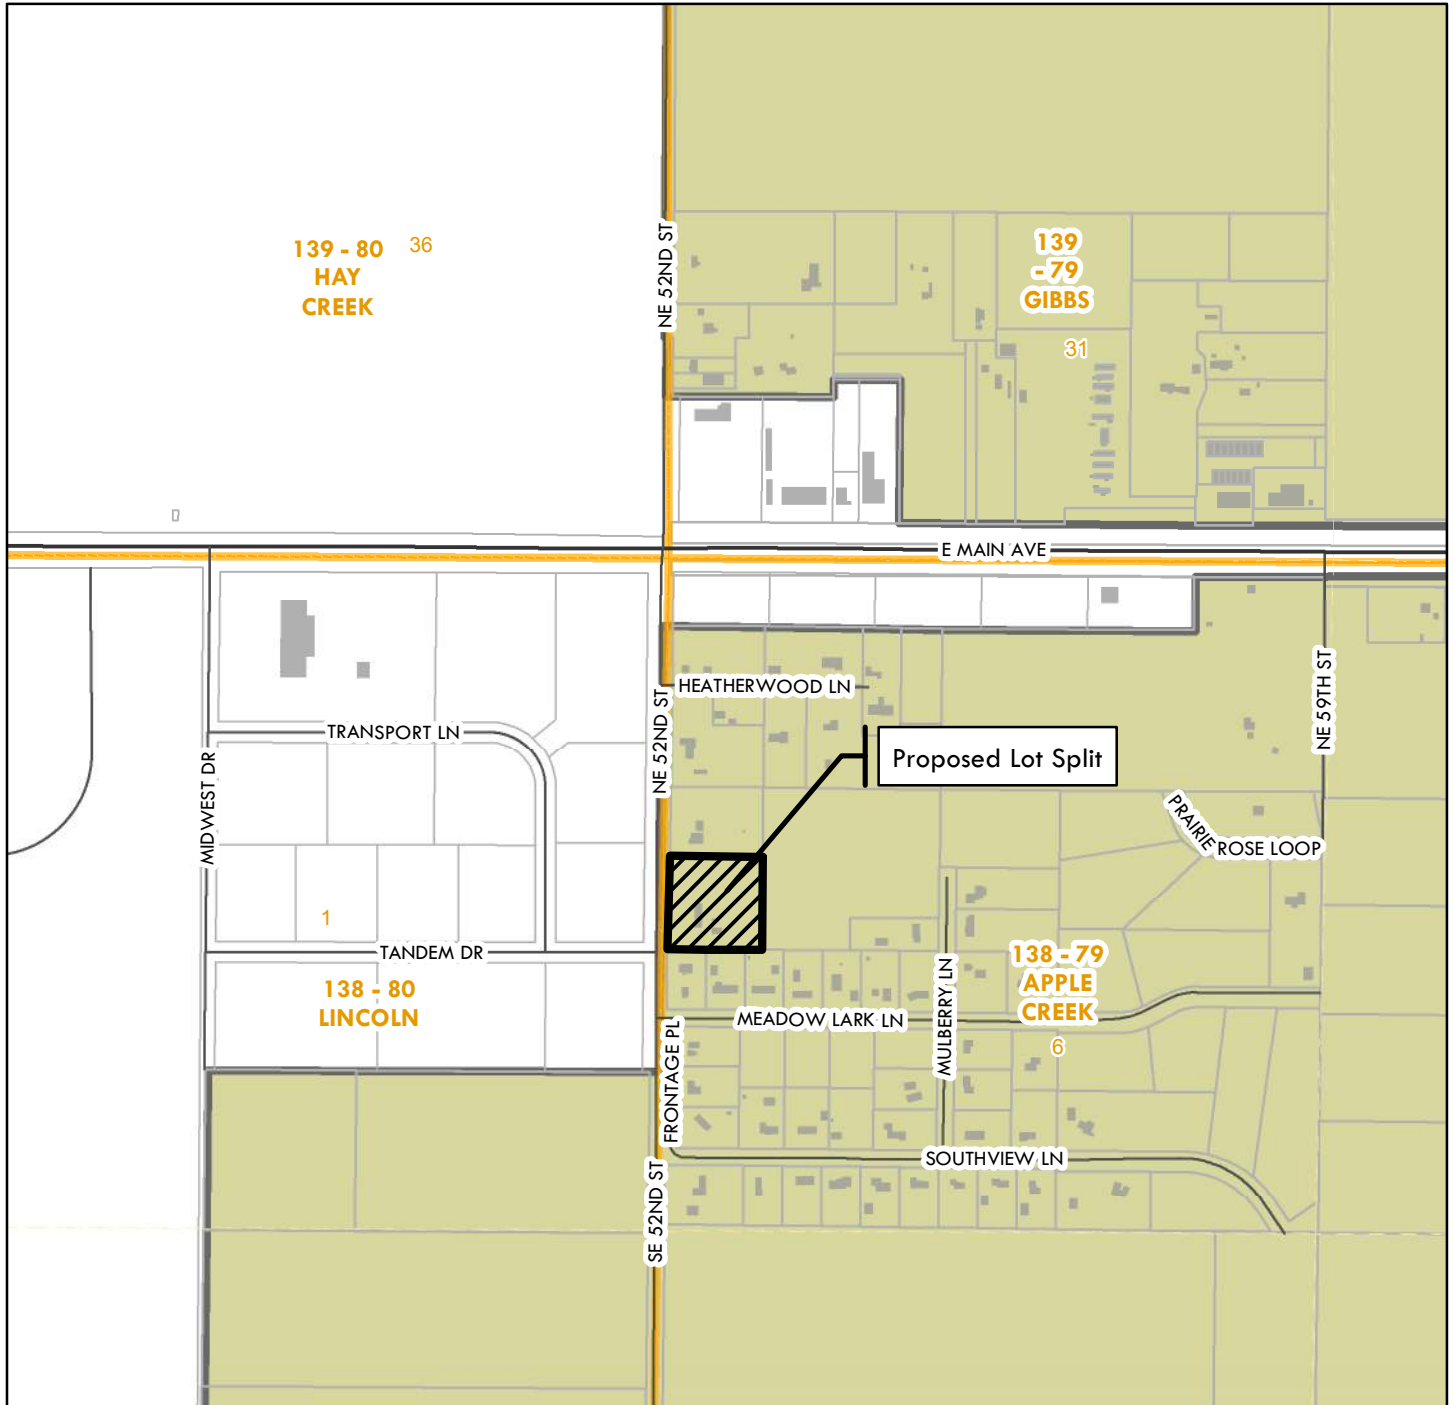 139 - 80
HAY
CREEK
36
NE 52ND ST
139
- 79
GIBBS
31
E MAIN AVE
HEATHERWOOD LN
NE 52ND ST
TRANSPORT LN
MIDWEST DR
Proposed Lot Split
NE 59TH ST
PRAIRIE
ROSE LOOP
1
TANDEM DR
138 - 80
LINCOLN
138 - 79
APPLE
CREEK
6
MULBERRY LN
MEADOW LARK LN
FRONTAGE PL
SOUTHVIEW LN
SE 52ND ST